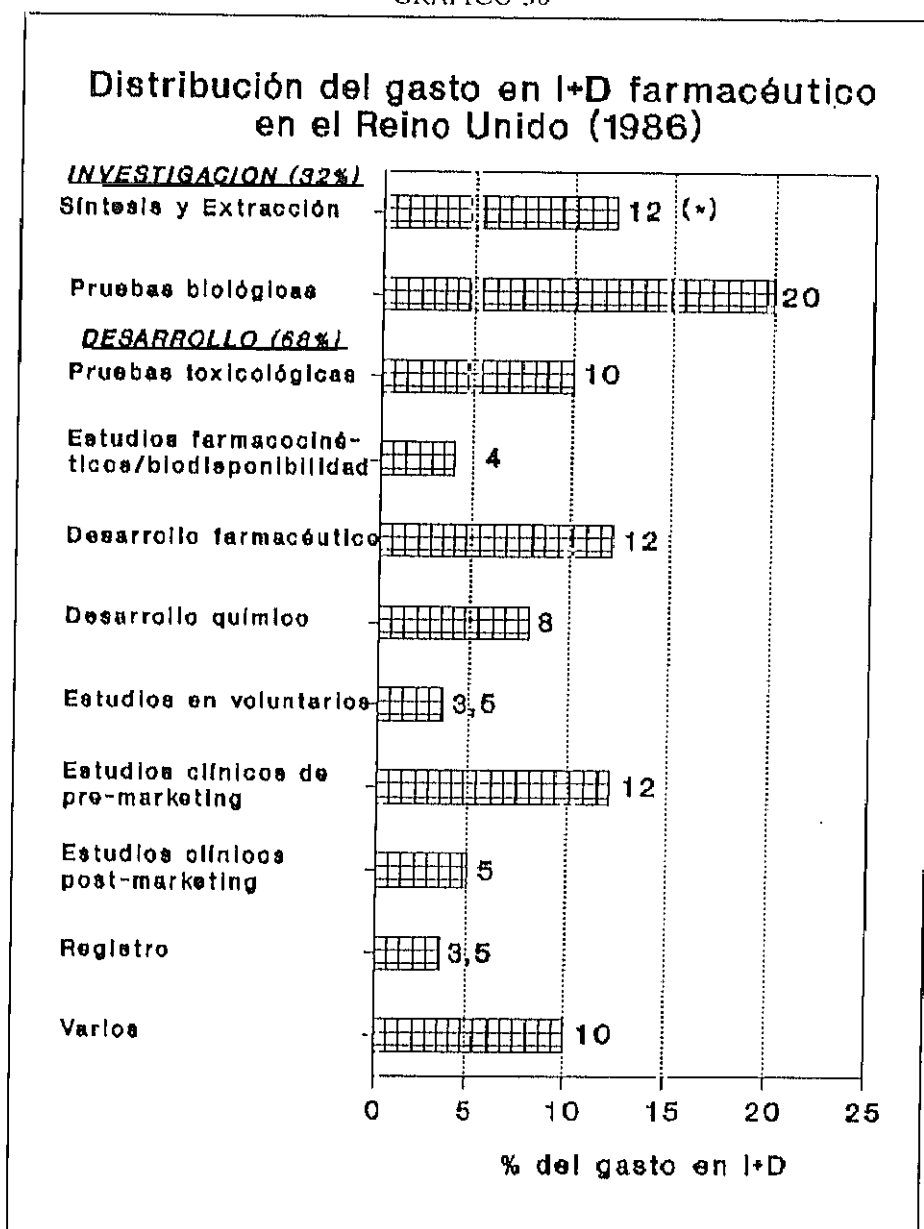 GRAFICO 30
Distribución del gasto en I+D farmacéutico
en el Reino Unido (1986)
INVESTIGACION (32%)
Síntesis y Extracción
12 (*)
Pruebas biológicas
20
DESARROLLO (68%)
Pruebas toxicológicas
10
Estudios farmacociné-
ticos/biodisponibilidad
4
Desarrollo farmacéutico
12
Desarrollo químico
8
Estudios en voluntarios
3,5
Estudios clínicos de
pre-marketing
12
Estudios clínicos
post-marketing
5
Registro
3,5
Varios
10
0 5 10 15 20 25
% del gasto en I+D